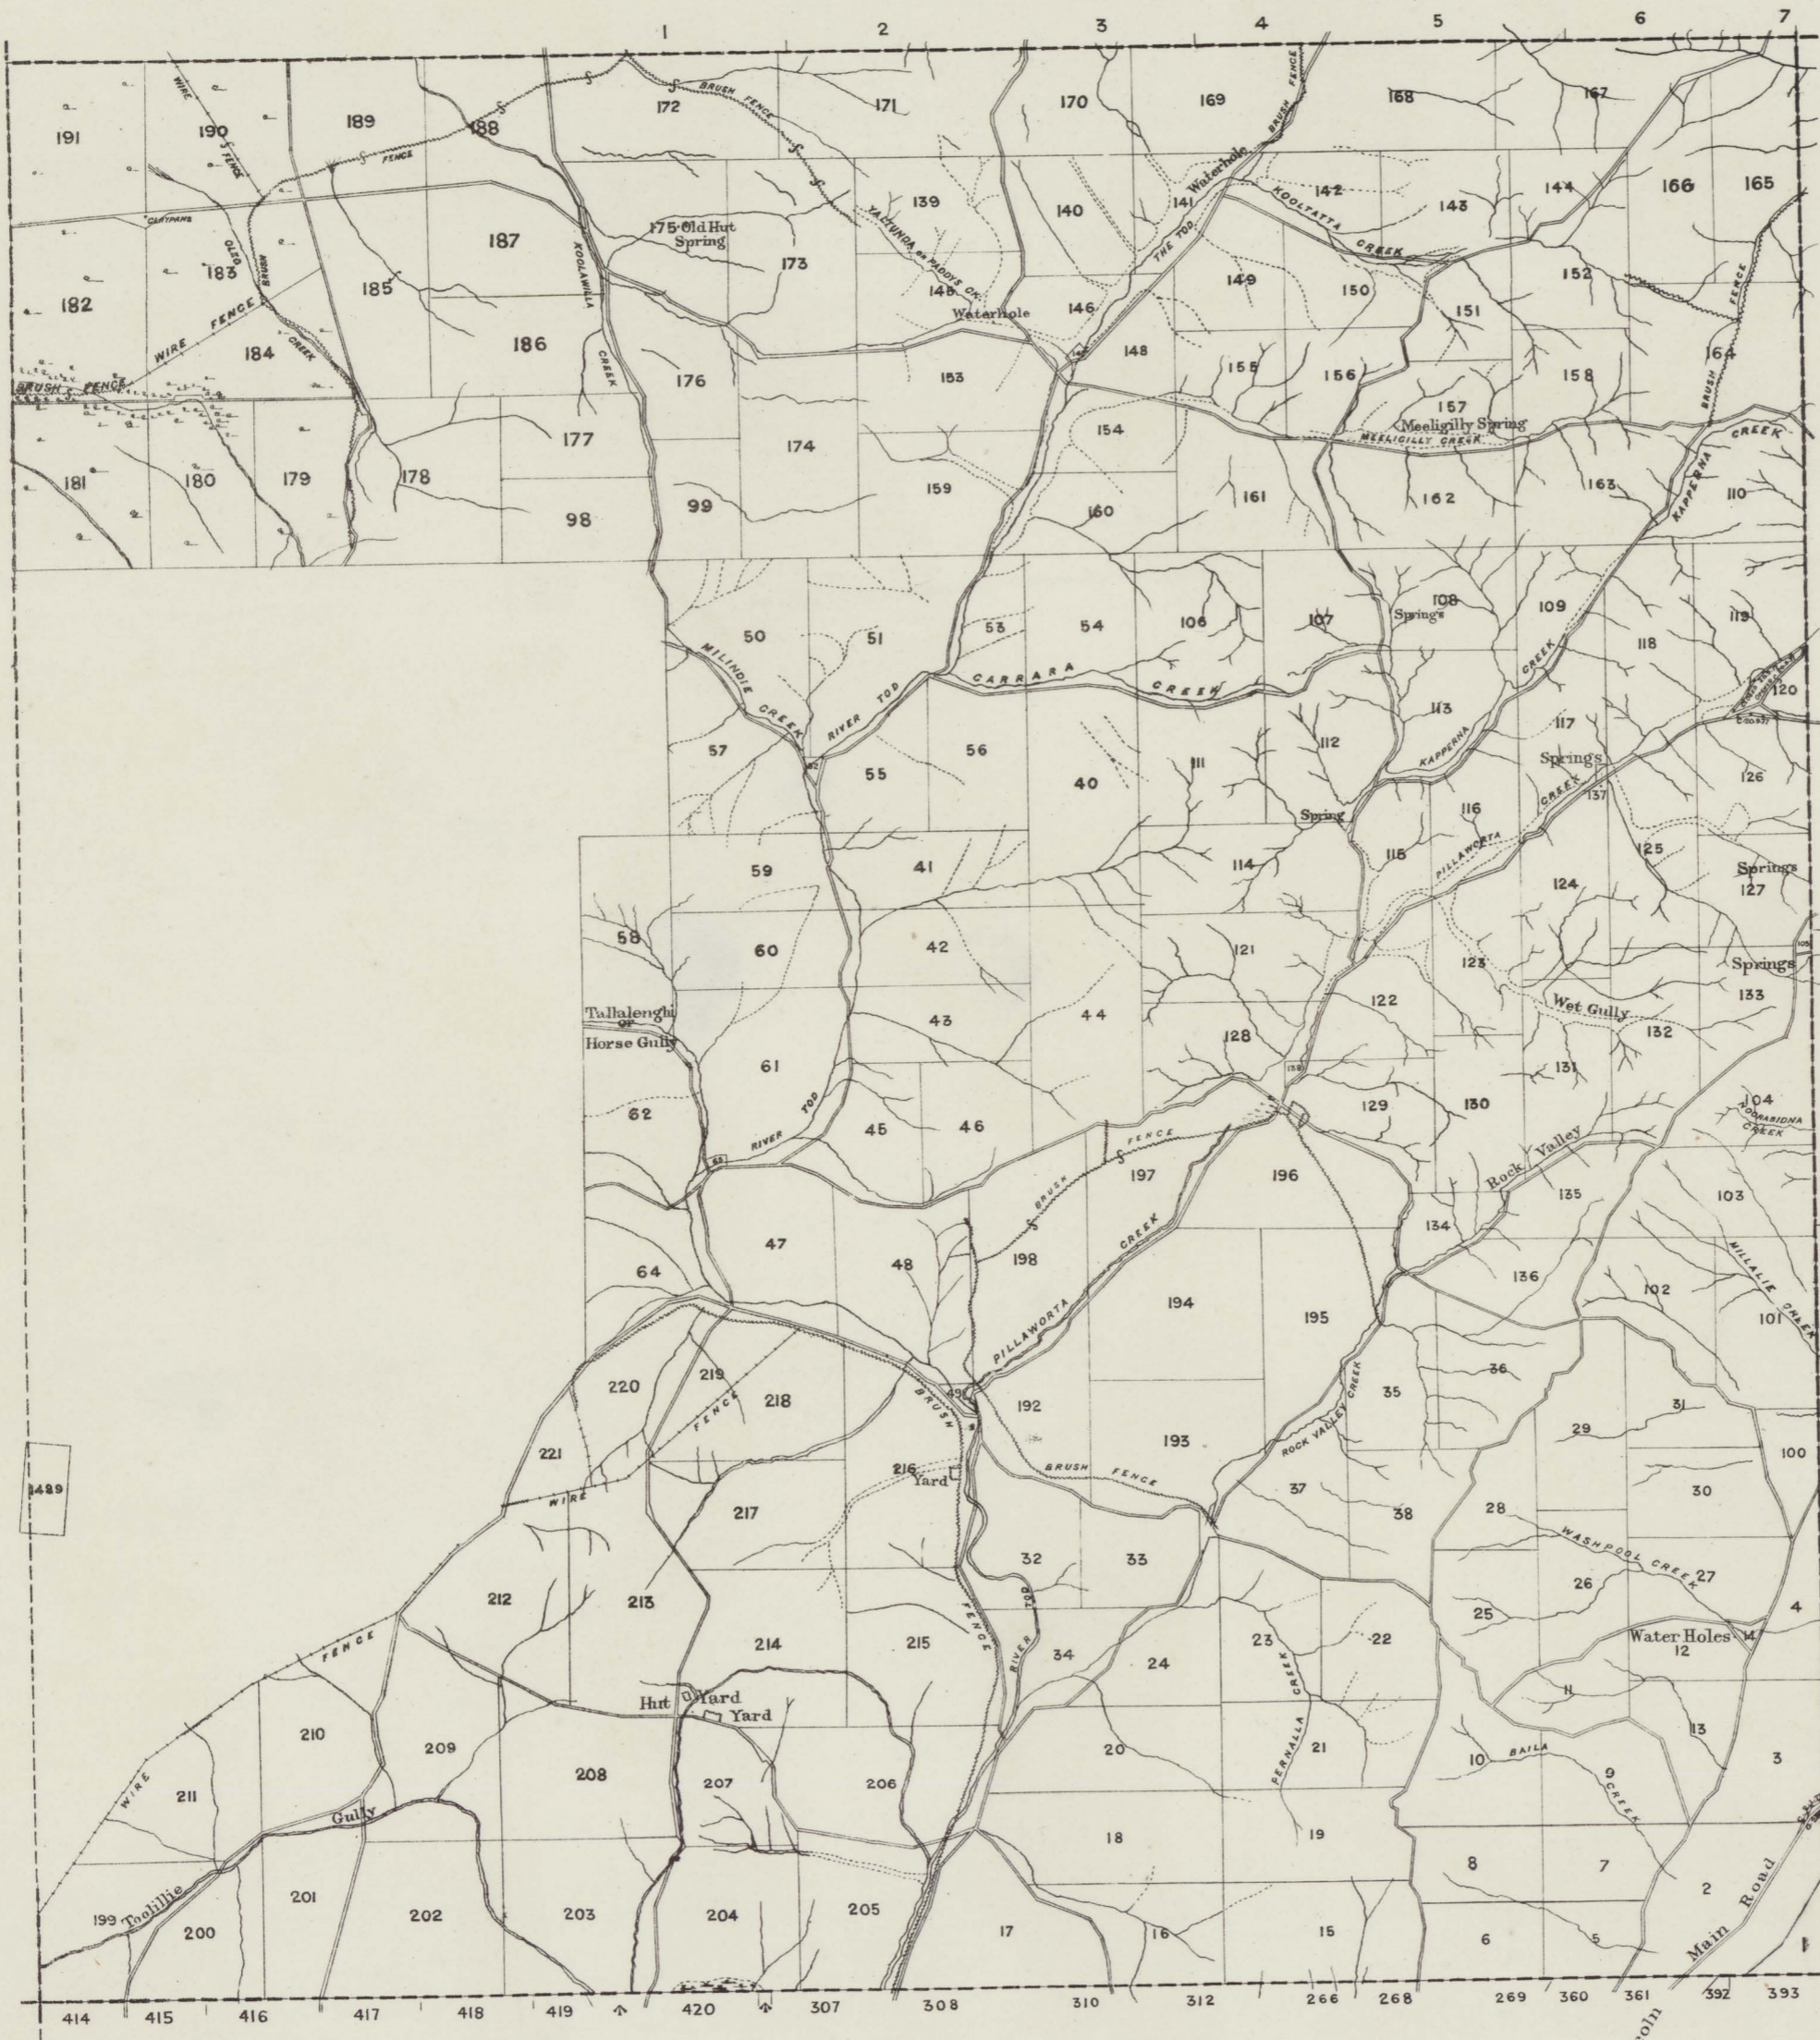 1 2 3 4 5 6 7
191 190 189 188 172 171 170 169 168 167
WIRE FENCE
FENCE
BRUSH FENCE
BRUSH FENCE
Waterhole
CLAYPANS
187 175 Old Hut
Spring
173 139 140 141 142 143 144 166 165
YALLUNDA OR PADDYS CK
THE TOD
KOOLTATTA CREEK
182 183 185
OLEO CREEK
BRUSH
KOOLAWILLA CREEK
145 146 149 150 151 152
WIRE FENCE
184 186 176
Waterhole
153 148 155 156 157 158 164
BRUSH FENCE
BRUSH FENCE
Meeligilly Spring
MEELIGILLY CREEK
KAPPERNA CREEK
181 180 179 178 177 174 154
98 99 159 160 161 162 163 110
50 51 53 54 106 107
Springs
108 109 118 119
MILINDIE CREEK
RIVER TOD
CARRARA CREEK
KAPPERNA CREEK
120
57 55 56 40 111 112 113 117
Springs
137 126
Spring
PILLAWORTA CREEK
59 41 114 115 116 124 125
Springs
127
58 60 42 121 123
Springs
133
Tallalenghi
or
Horse Gully
61 43 44 128 122
Wet Gully
132 131
62
RIVER TOD
45 46 129 130 104
CREEK
BRUSH FENCE
197 196
Rock Valley
135 103
64 47 48 198 134 136 102
MILLALIE CREEK
101
PILLAWORTA CREEK
194 195
220 219 218
FENCE
BRUSH FENCE
49 192 193 35 36
ROCK VALLEY CREEK
31 29 100
221
WIRE
216
Yard
BRUSH FENCE
1489
217 37 38 28 30
WASHPOOL CREEK
212 213 32 33 25 26 27 4
FENCE
RIVER TOD
214 215 34 24 23 22
Water Holes 14
12
Hut Yard
Yard
PERNALLA CREEK
11 13
210 209 208 207 206 20 21 10
BAILA CREEK
9 3
WIRE
211
Gully
18 19 8 7 2
199 Toolillie
200 201 202 203 204 205 17 16 15 6 5
Main Road
1
414 415 416 417 418 419 420 307 308 310 312 266 268 269 360 361 392 393
oln